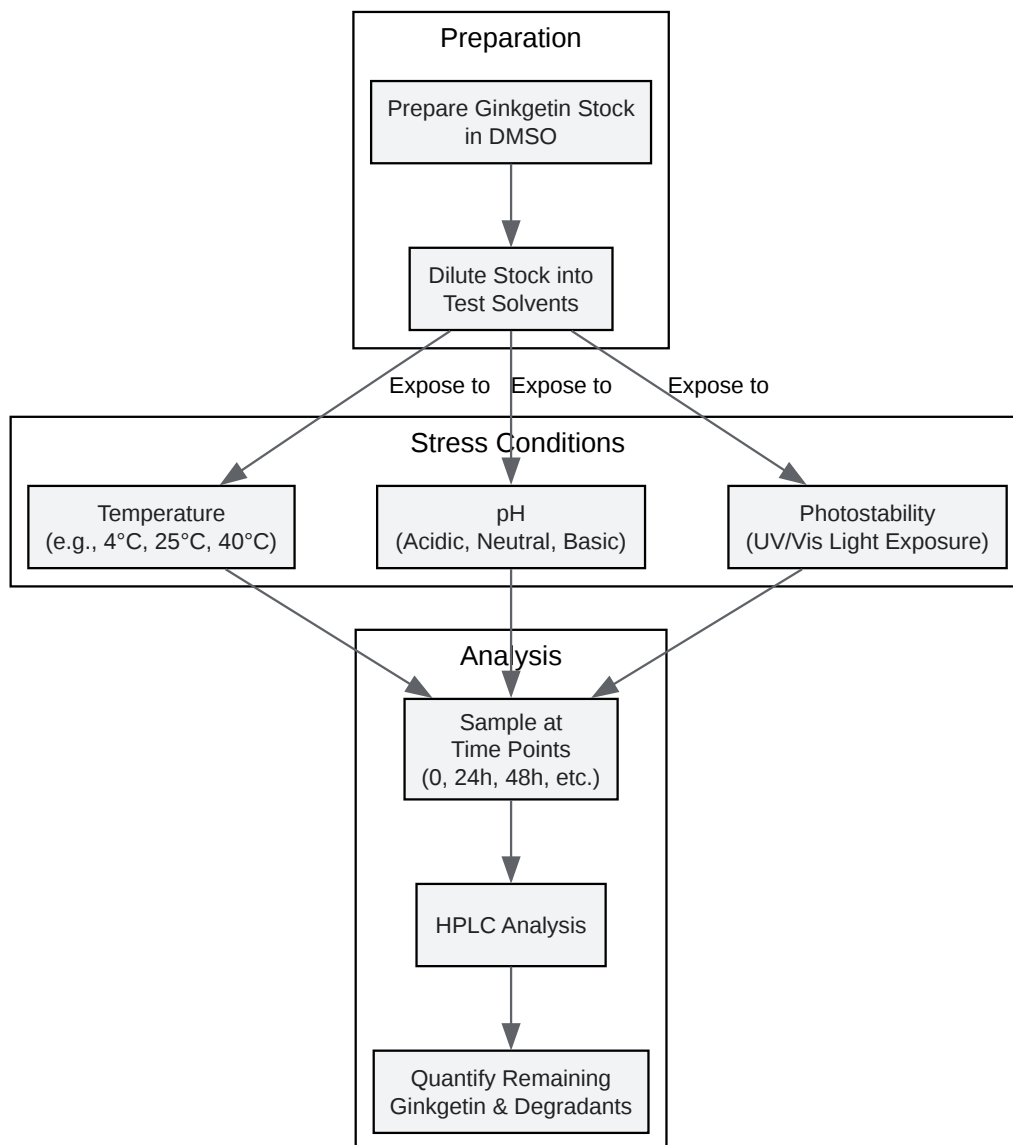 Preparation
Prepare Ginkgetin Stock
in DMSO
Dilute Stock into
Test Solvents
Expose to
Expose to
Expose to
Stress Conditions
Temperature
(e.g., 4°C, 25°C, 40°C)
pH
(Acidic, Neutral, Basic)
Photostability
(UV/Vis Light Exposure)
Analysis
Sample at
Time Points
(0, 24h, 48h, etc.)
HPLC Analysis
Quantify Remaining
Ginkgetin & Degradants